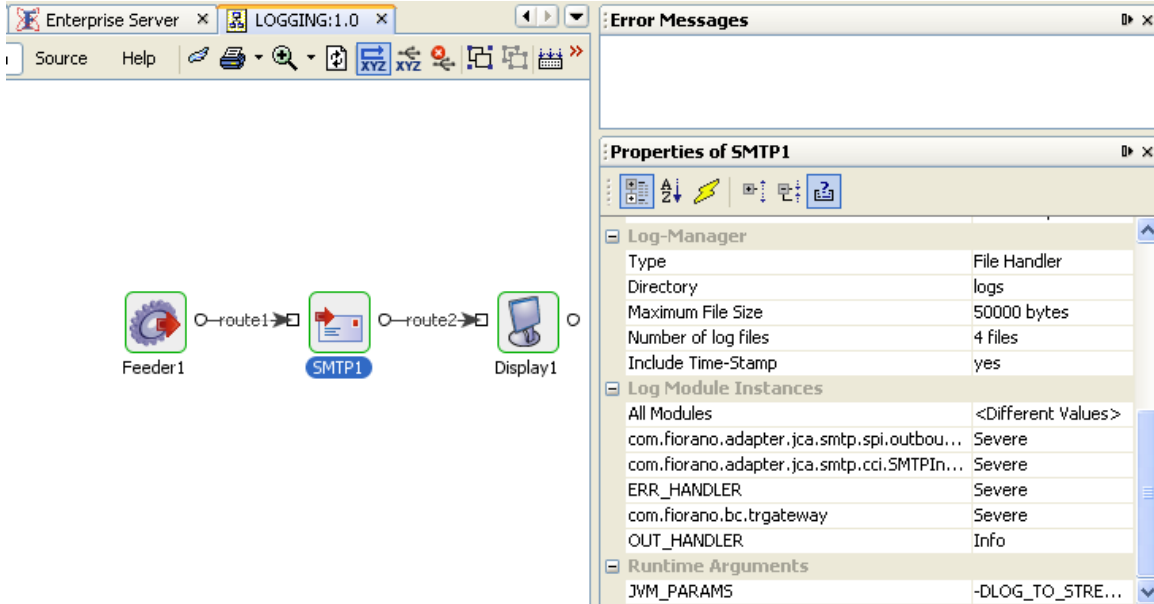 Enterprise Server
LOGGING:1.0
Source Help
XYZ XYZ
route1 route2
Feeder1 SMTP1 Display1
Error Messages
Properties of SMTP1
A
Z
Log-Manager
Type File Handler
Directory logs
Maximum File Size 50000 bytes
Number of log files 4 files
Include Time-Stamp yes
Log Module Instances
All Modules <Different Values>
com.fiorano.adapter.jca.smtp.spi.outbou... Severe
com.fiorano.adapter.jca.smtp.cci.SMTPIn... Severe
ERR_HANDLER Severe
com.fiorano.bc.trgateway Severe
OUT_HANDLER Info
Runtime Arguments
JVM_PARAMS -DLOG_TO_STRE...